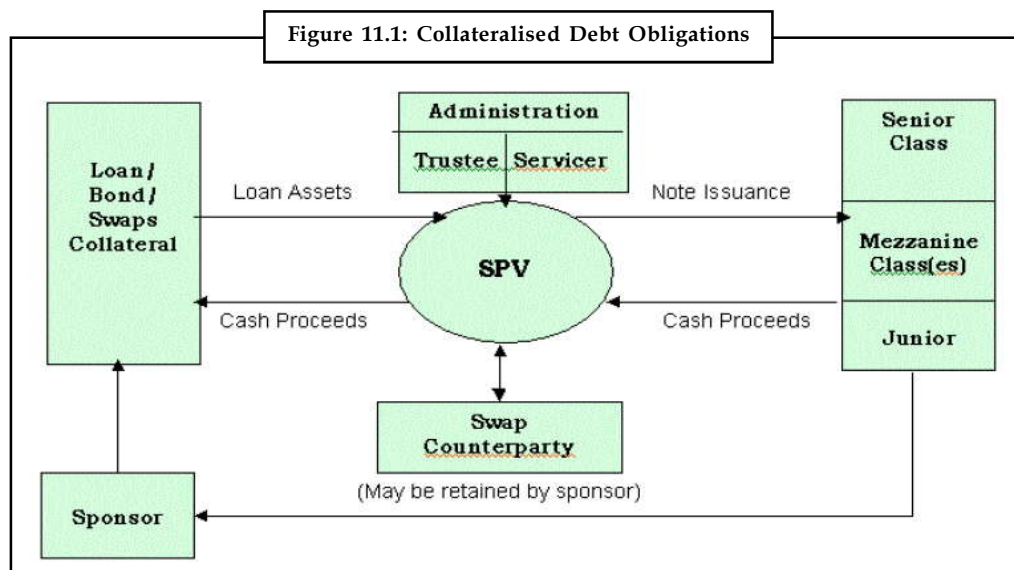 Figure 11.1: Collateralised Debt Obligations
Administration
Trustee Servicer
Loan/
Bond/
Swaps
Collateral
Loan Assets
Note Issuance
Senior
Class
SPV
Mezzanine
Class(es)
Cash Proceeds
Cash Proceeds
Junior
Swap
Counterparty
(May be retained by sponsor)
Sponsor